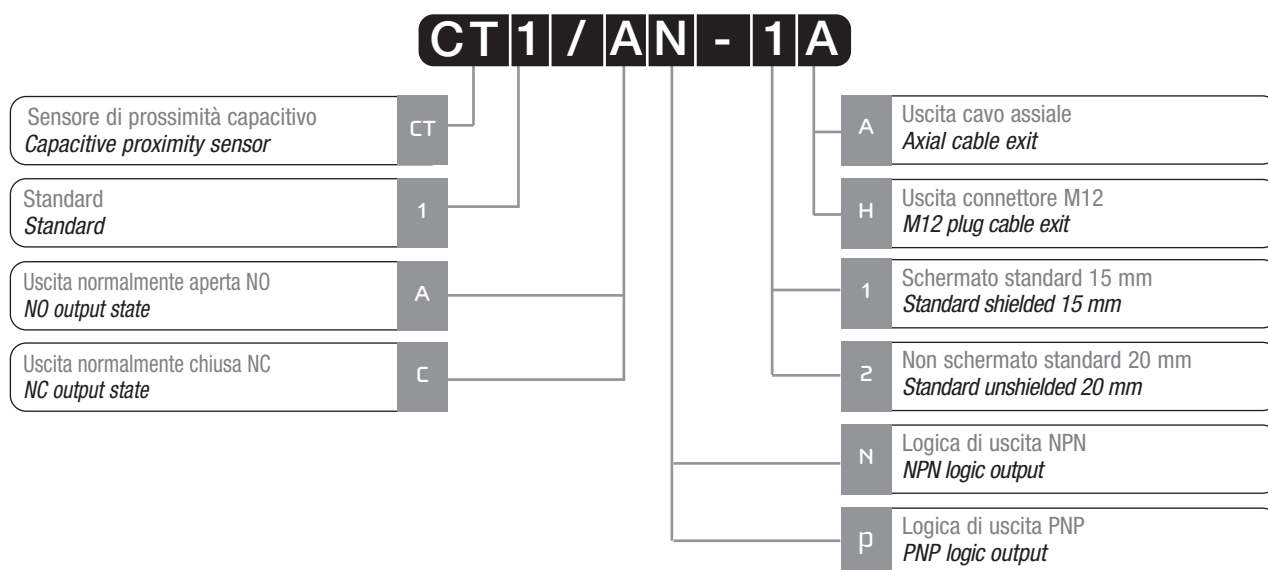 CT1/AN-1A
Sensore di prossimità capacitivo
Capacitive proximity sensor
CT
Standard
Standard
1
Uscita normalmente aperta NO
NO output state
A
Uscita normalmente chiusa NC
NC output state
C
A
Uscita cavo assiale
Axial cable exit
H
Uscita connettore M12
M12 plug cable exit
1
Schermato standard 15 mm
Standard shielded 15 mm
2
Non schermato standard 20 mm
Standard unshielded 20 mm
N
Logica di uscita NPN
NPN logic output
p
Logica di uscita PNP
PNP logic output